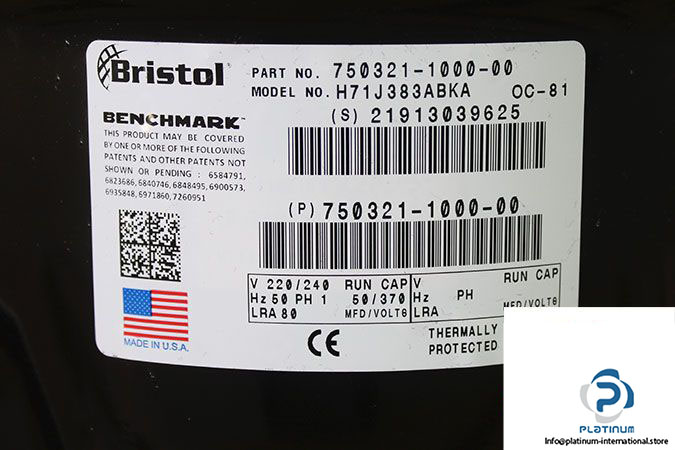 Bristol®
PART NO. 750321-1000-00
MODEL NO. H71J383ABKA OC-81
(S) 21913039625
BENCHMARK™
THIS PRODUCT MAY BE COVERED
BY ONE OR MORE OF THE FOLLOWING
PATENTS AND OTHER PATENTS NOT
SHOWN OR PENDING : 6584791,
6823686, 6840746, 6848495, 6900573,
6935848, 6971860, 7260951
(P) 750321-1000-00
V 220/240 RUN CAP
Hz 50 PH 1 50/370
LRA 80 MFD/VOLTS
V RUN CAP
Hz PH
LRA MFD/VOLTS
MADE IN U.S.A.
CE
THERMALLY
PROTECTED
P
PLATINUM
Info@platinum-international.store